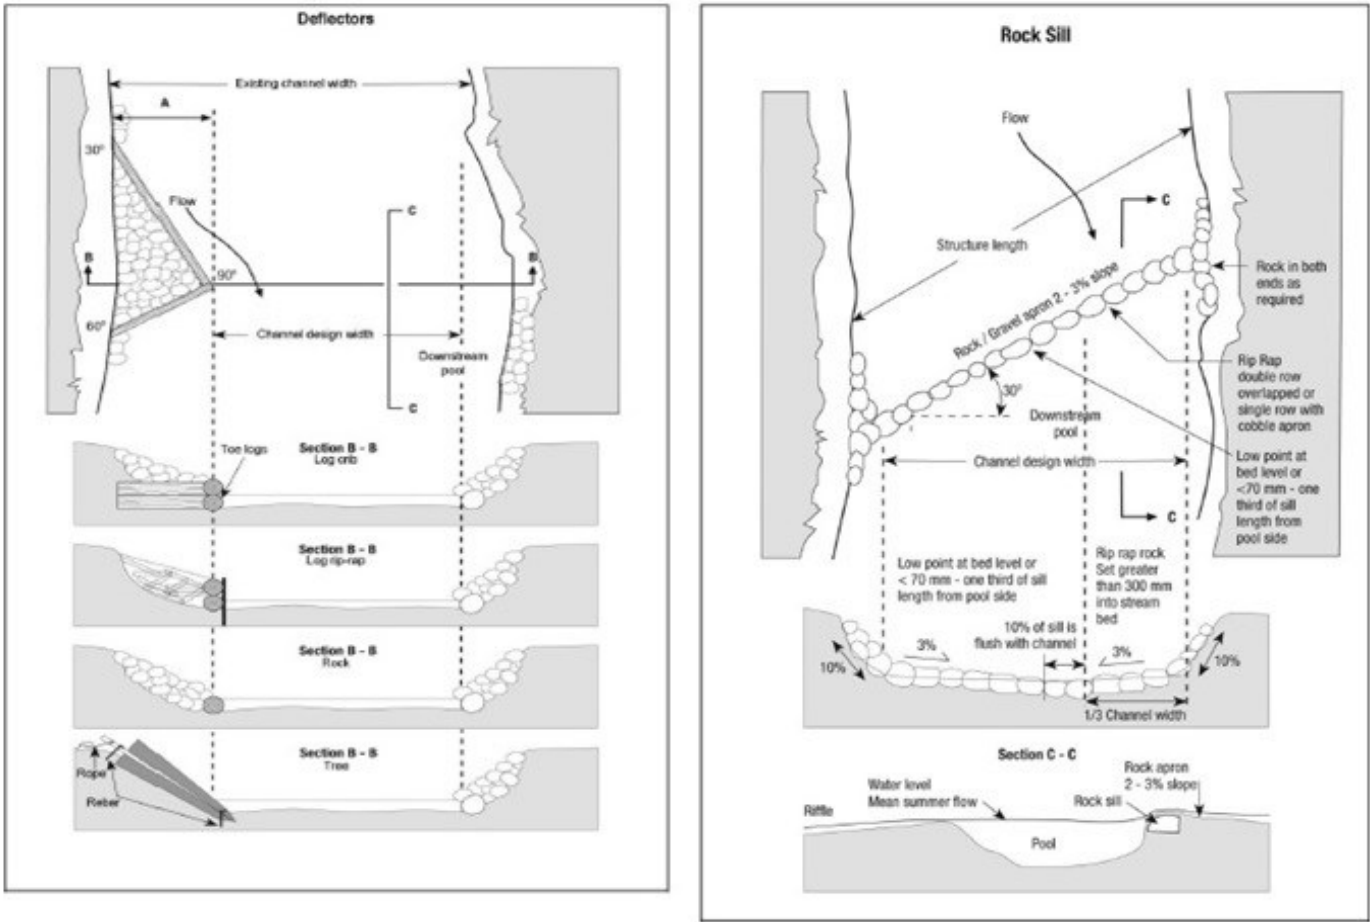 Deflectors
Existing channel width
A
30º
Flow
C
B
90º
B
60º
Channel design width
Downstream
pool
C
Section B - B
Log crib
Toe logs
Section B - B
Log rip-rap
Section B - B
Rock
Section B - B
Tree
Rope
Rebar
Rock Sill
Flow
C
Structure length
Rock / Gravel apron 2 - 3% slope
Rock in both
ends as
required
30º
Downstream
pool
Rip Rap
double row
overlapped or
single row with
cobble apron
Channel design width
Low point at
bed level or
<70 mm - one
third of sill
length from
pool side
C
Low point at bed level or
< 70 mm - one third of sill
length from pool side
Rip rap rock
Set greater
than 300 mm
into stream
bed
10% of sill is
flush with channel
10%
3%
3%
10%
1/3 Channel width
Section C - C
Water level
Mean summer flow
Rock apron
2 - 3% slope
Rock sill
Riffle
Pool